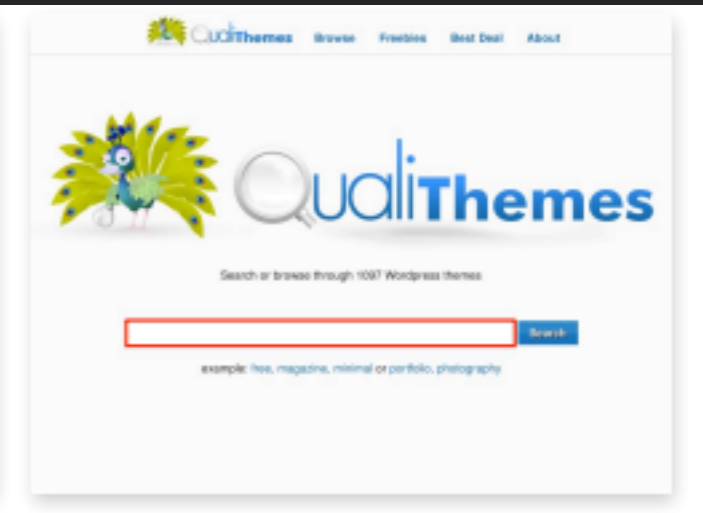 QualiThemes Browse Freebies Best Deal About
QualiThemes
Search or browse through 1097 Wordpress themes
Search
example: free, magazine, minimal or portfolio, photography